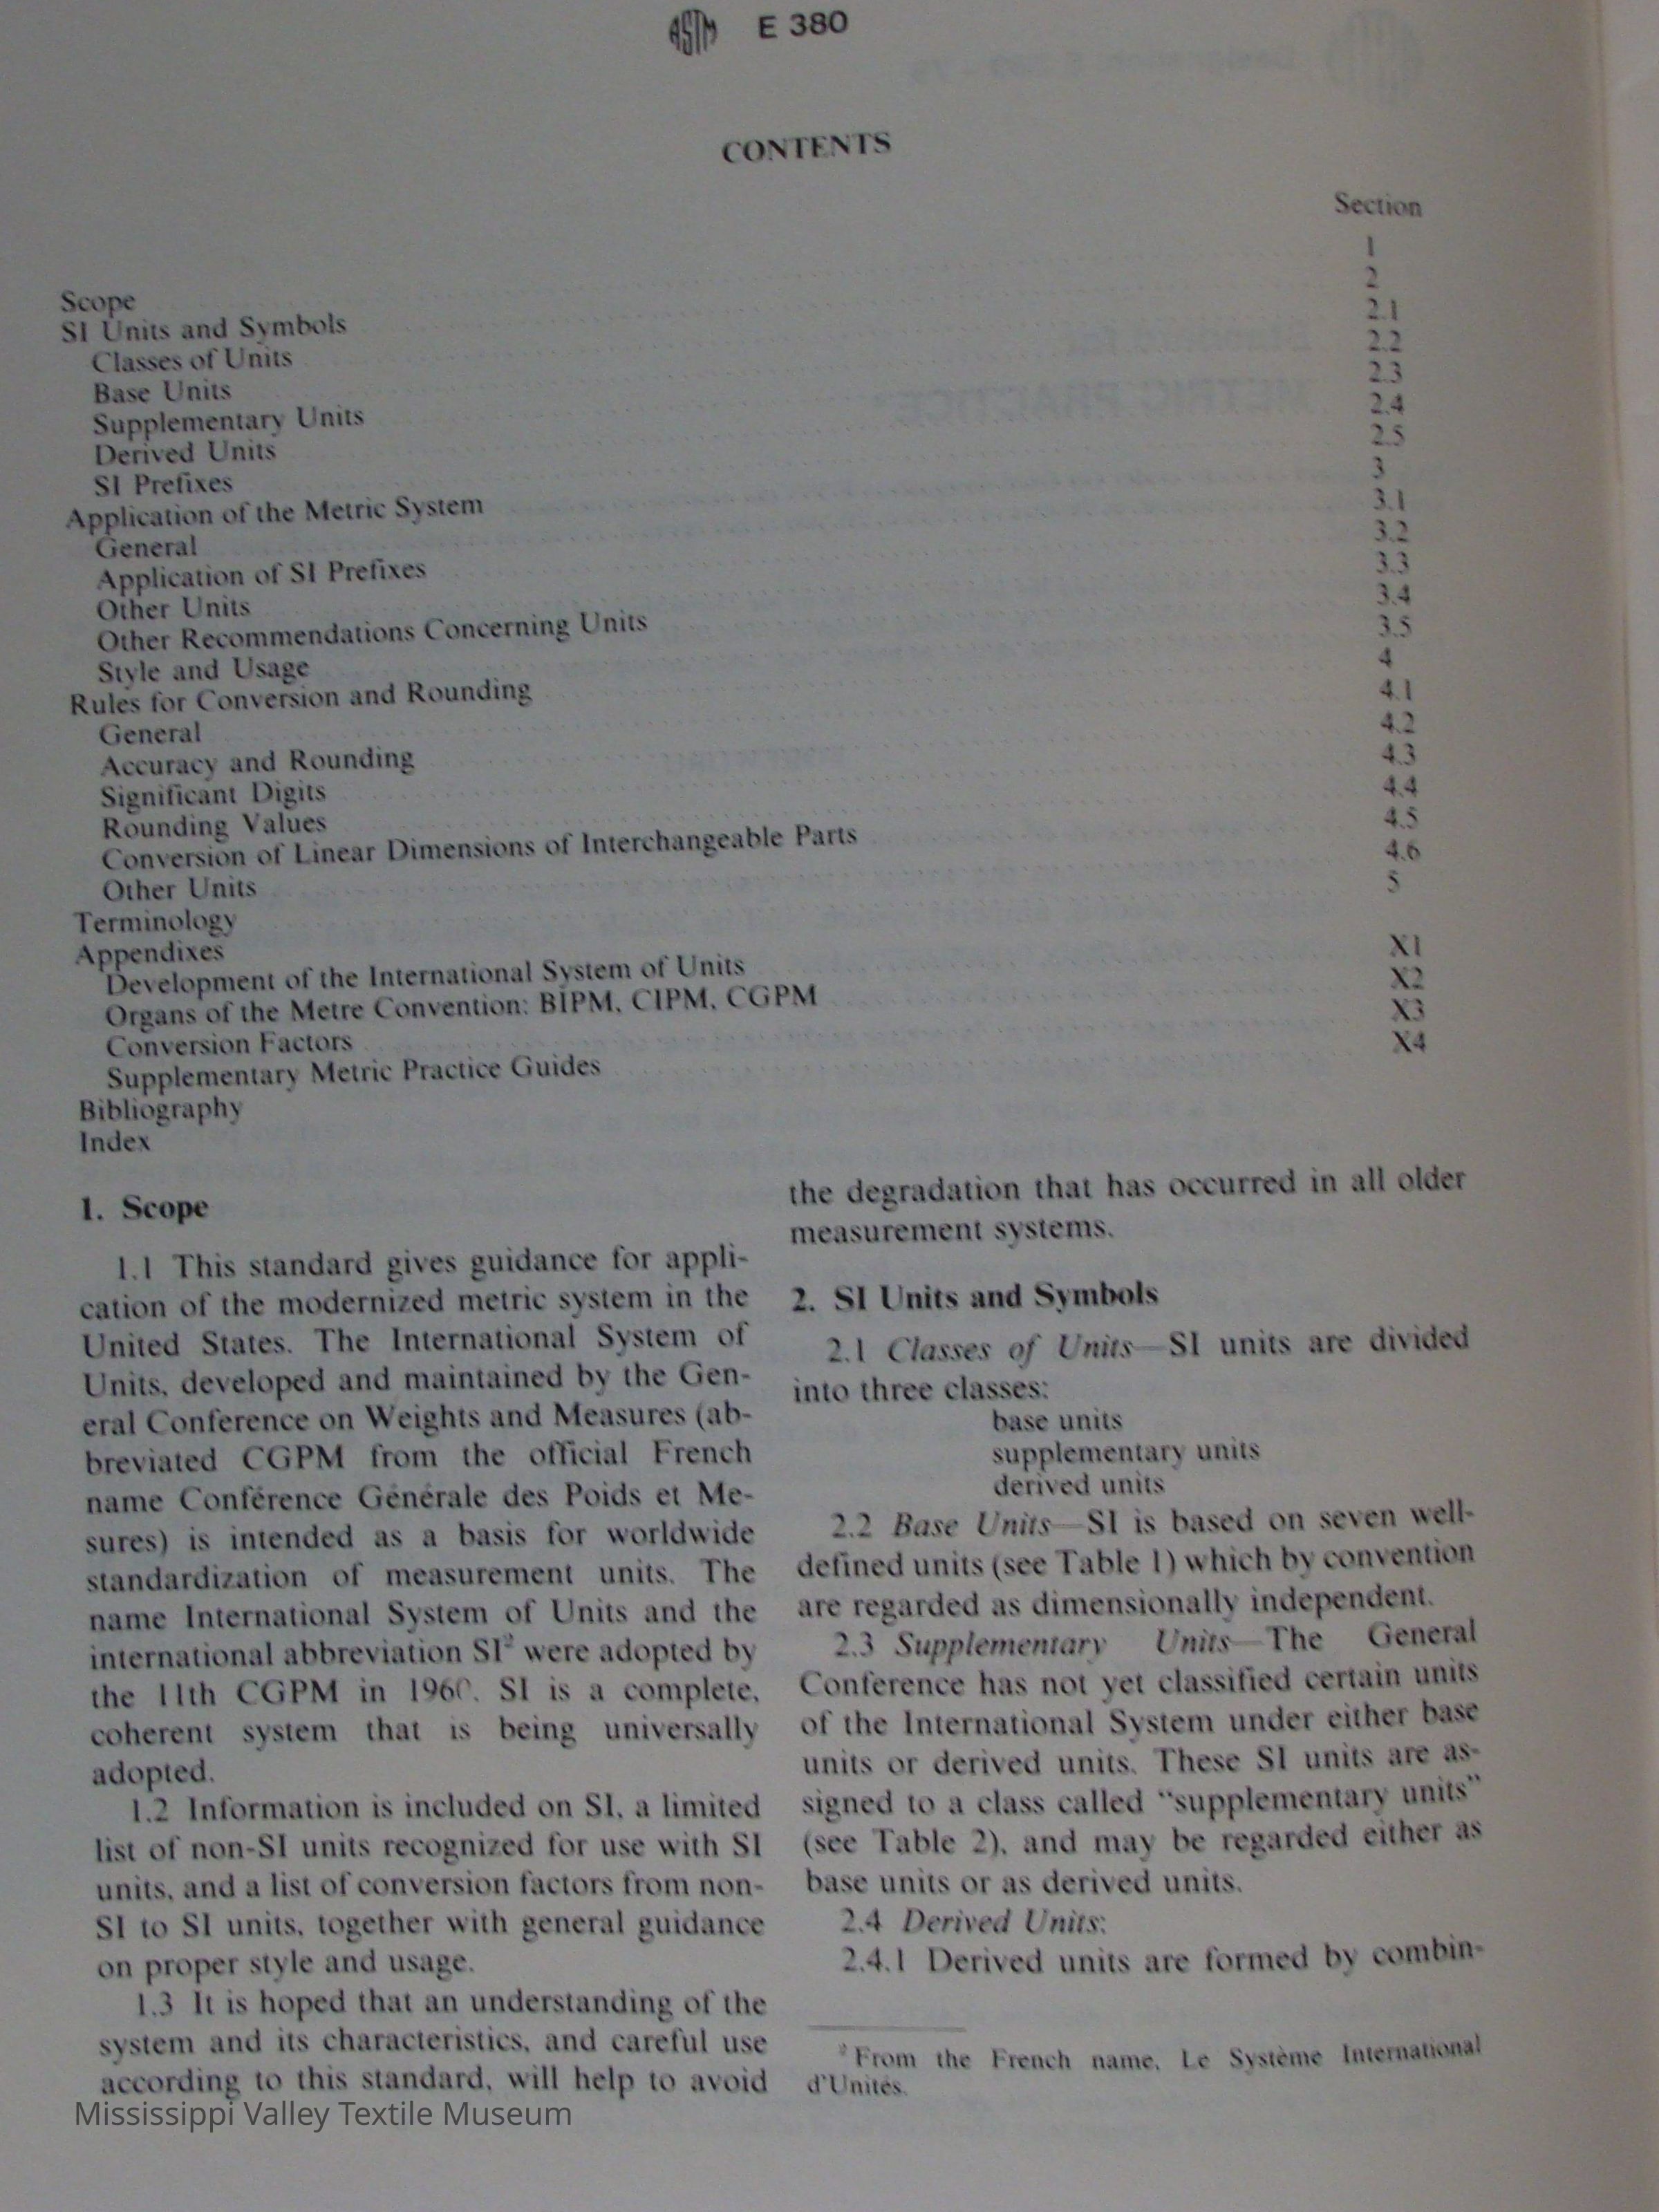 ASTM E 380
CONTENTS
Section
Scope 1
SI Units and Symbols 2
Classes of Units 2.1
Base Units 2.2
Supplementary Units 2.3
Derived Units 2.4
SI Prefixes 2.5
Application of the Metric System 3
General 3.1
Application of SI Prefixes 3.2
Other Units 3.3
Other Recommendations Concerning Units 3.4
Style and Usage 3.5
Rules for Conversion and Rounding 4
General 4.1
Accuracy and Rounding 4.2
Significant Digits 4.3
Rounding Values 4.4
Conversion of Linear Dimensions of Interchangeable Parts 4.5
Other Units 4.6
Terminology 5
Appendixes
Development of the International System of Units X1
Organs of the Metre Convention: BIPM, CIPM, CGPM X2
Conversion Factors X3
Supplementary Metric Practice Guides X4
Bibliography
Index
1. Scope
1.1 This standard gives guidance for appli-
cation of the modernized metric system in the
United States. The International System of
Units, developed and maintained by the Gen-
eral Conference on Weights and Measures (ab-
breviated CGPM from the official French
name Conférence Générale des Poids et Me-
sures) is intended as a basis for worldwide
standardization of measurement units. The
name International System of Units and the
international abbreviation SI² were adopted by
the 11th CGPM in 1960. SI is a complete,
coherent system that is being universally
adopted.
1.2 Information is included on SI, a limited
list of non-SI units recognized for use with SI
units, and a list of conversion factors from non-
SI to SI units, together with general guidance
on proper style and usage.
1.3 It is hoped that an understanding of the
system and its characteristics, and careful use
according to this standard, will help to avoid
the degradation that has occurred in all older
measurement systems.
2. SI Units and Symbols
2.1 Classes of Units—SI units are divided
into three classes:
base units
supplementary units
derived units
2.2 Base Units—SI is based on seven well-
defined units (see Table 1) which by convention
are regarded as dimensionally independent.
2.3 Supplementary Units—The General
Conference has not yet classified certain units
of the International System under either base
units or derived units. These SI units are as-
signed to a class called "supplementary units"
(see Table 2), and may be regarded either as
base units or as derived units.
2.4 Derived Units:
2.4.1 Derived units are formed by combin-
² From the French name, Le Système International
d'Unités.
Mississippi Valley Textile Museum